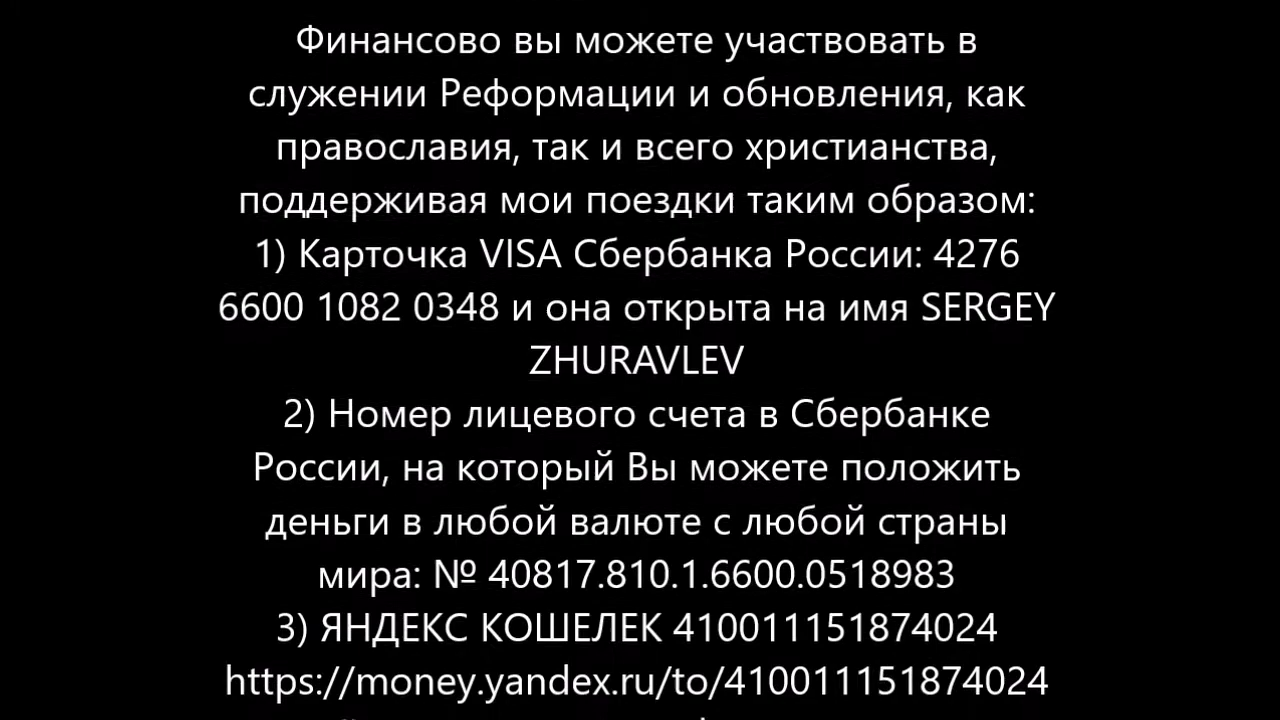 Финансово вы можете участвовать в
служении Реформации и обновления, как
православия, так и всего христианства,
поддерживая мои поездки таким образом:
1) Карточка VISA Сбербанка России: 4276
6600 1082 0348 и она открыта на имя SERGEY
ZHURAVLEV
2) Номер лицевого счета в Сбербанке
России, на который Вы можете положить
деньги в любой валюте с любой страны
мира: № 40817.810.1.6600.0518983
3) ЯНДЕКС КОШЕЛЕК 410011151874024
https://money.yandex.ru/to/410011151874024